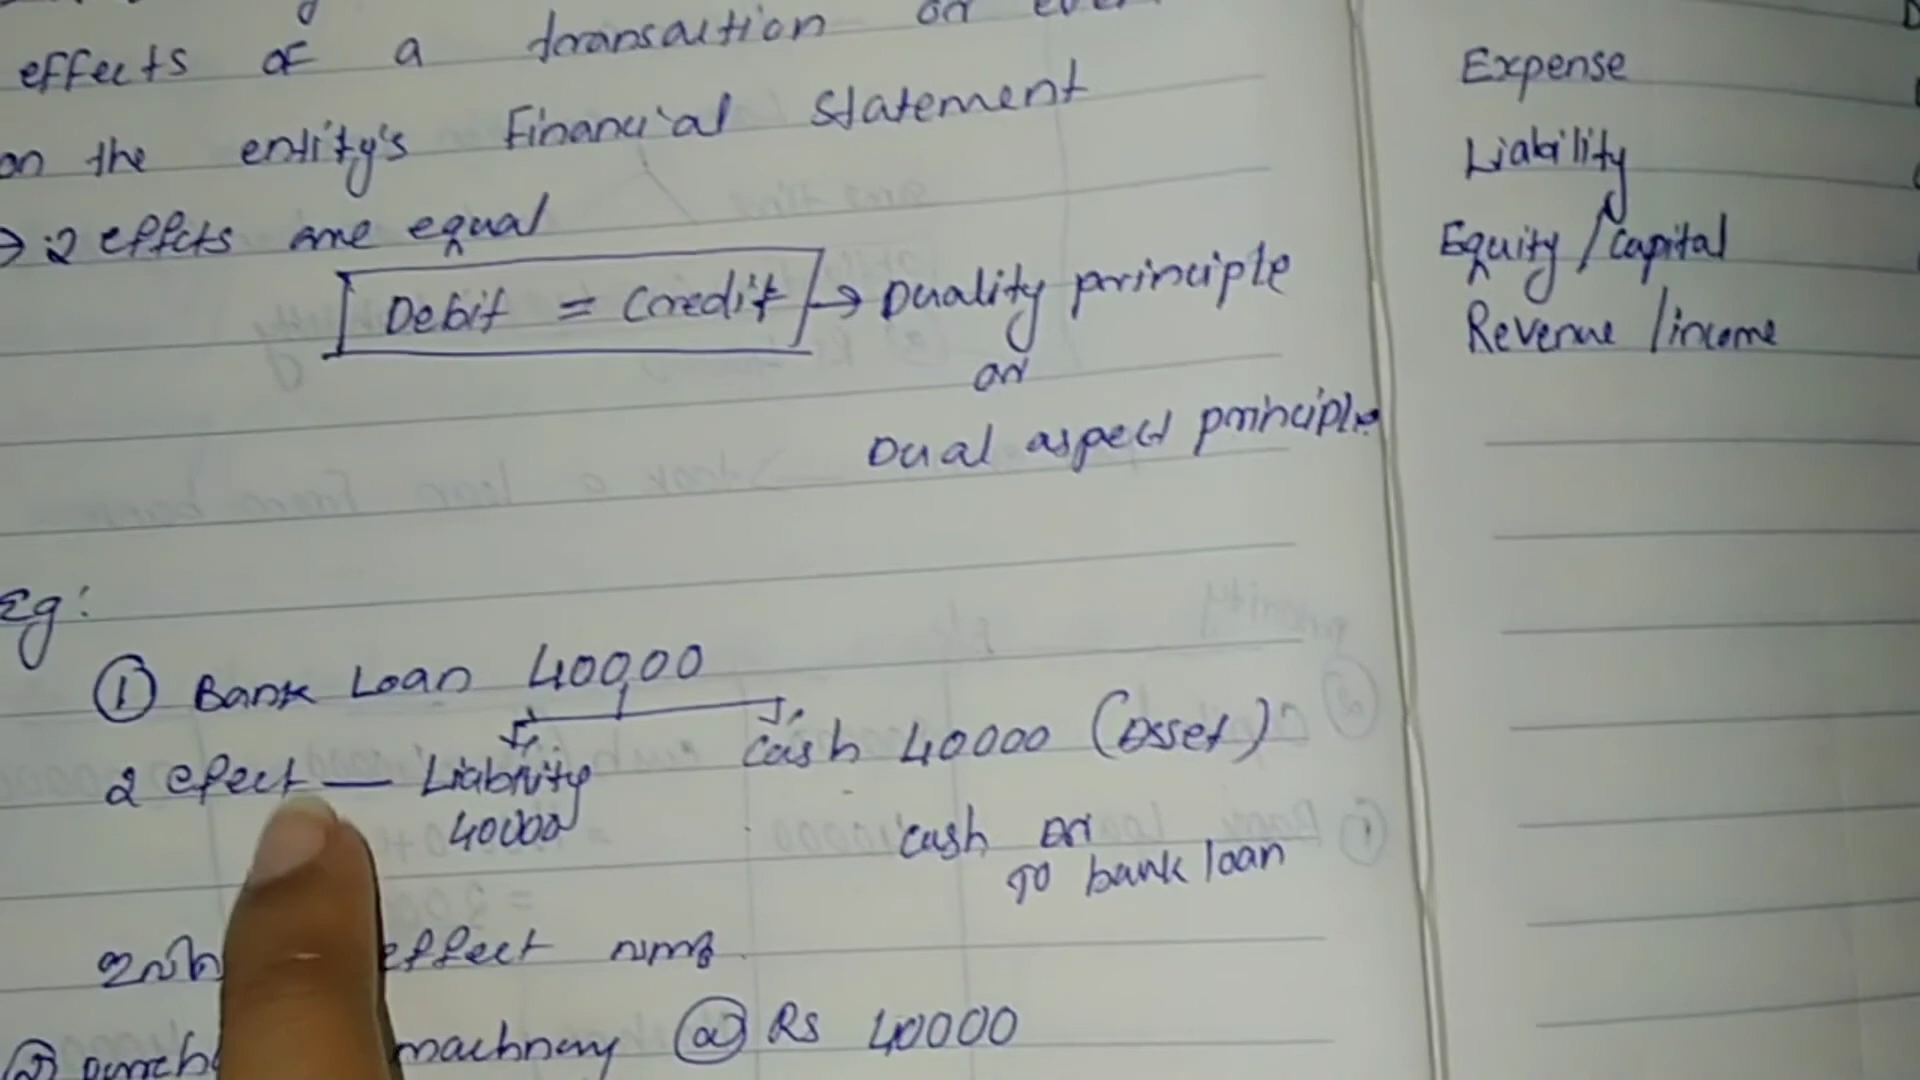 effects of a transaction or
on the entity's Financial Statement
→ 2 effcts are equal
Debit = Credit → Duality principle
or
Dual aspect principle
Eg:
① Bank Loan 40000
2 efect — Liability 40000
Cash 40000 (Asset)
cash Dr
To bank loan
effect വന്നു
machinery @ Rs 40000
Expense
Liability
Equity / Capital
Revenue / income